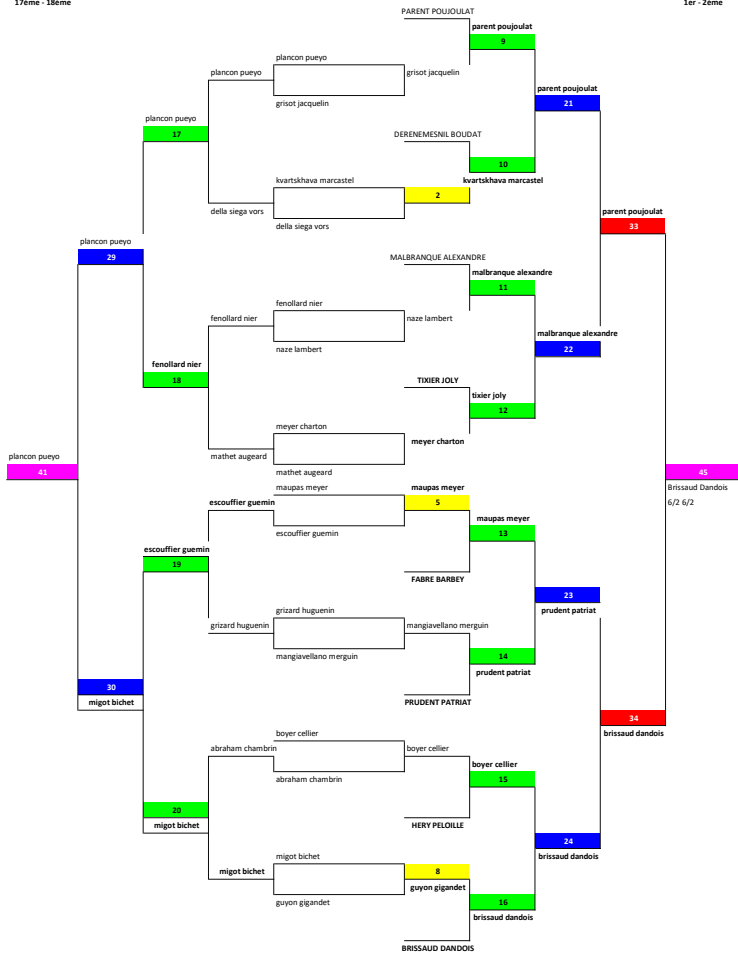 17ème - 18ème
1er - 2ème
PARENT POUJOULAT
parent poujoulat
9
plancon pueyo
plancon pueyo
grisot jacquelin
parent poujoulat
grisot jacquelin
21
plancon pueyo
17
DERENEMESNIL BOUDAT
10
kvartskhava marcastel
kvartskhava marcastel
2
della siega vors
parent poujoulat
della siega vors
33
plancon pueyo
29
MALBRANQUE ALEXANDRE
malbranque alexandre
11
fenollard nier
fenollard nier
naze lambert
malbranque alexandre
naze lambert
22
fenollard nier
18
TIXIER JOLY
tixier joly
12
meyer charton
meyer charton
mathet augeard
plancon pueyo
41
mathet augeard
45
Brissaud Dandois
6/2 6/2
maupas meyer
maupas meyer
escouffier guemin
5
maupas meyer
escouffier guemin
13
escouffier guemin
19
FABRE BARBEY
23
prudent patriat
grizard huguenin
grizard huguenin
mangiavellano merguin
mangiavellano merguin
14
prudent patriat
30
migot bichet
PRUDENT PATRIAT
34
brissaud dandois
boyer cellier
abraham chambrin
boyer cellier
boyer cellier
abraham chambrin
15
20
migot bichet
HERY PELOILLE
24
brissaud dandois
migot bichet
migot bichet
8
guyon gigandet
guyon gigandet
16
brissaud dandois
BRISSAUD DANDOIS